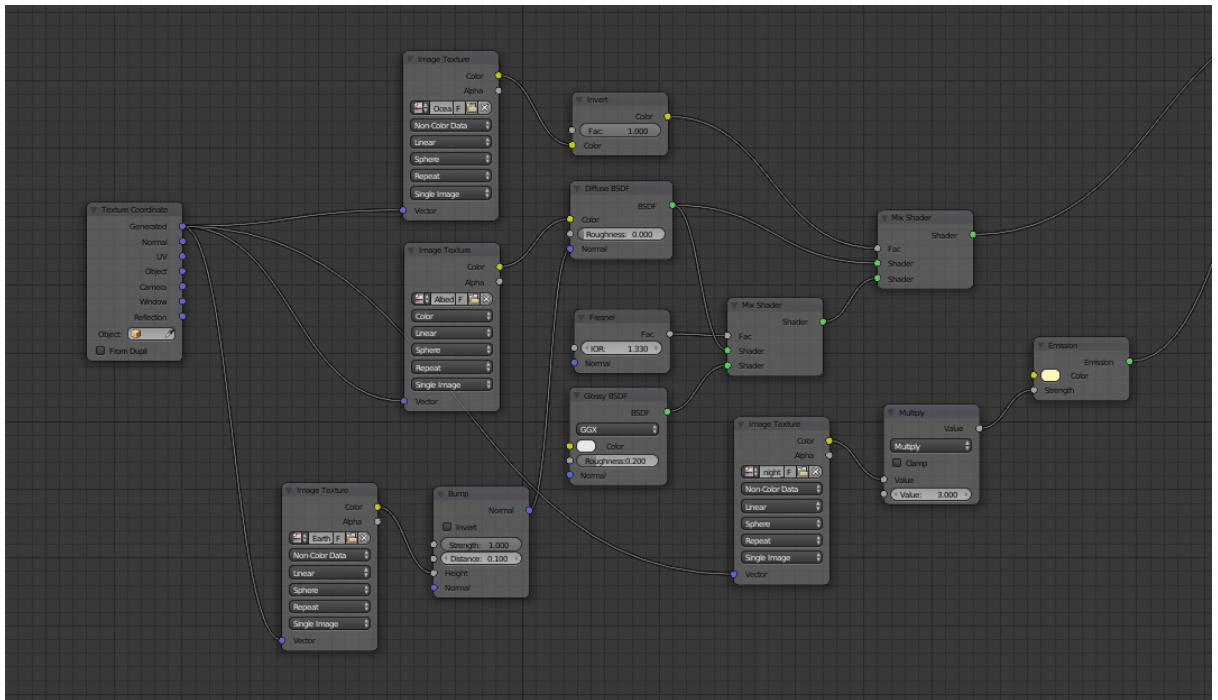 Texture Coordinate
Generated
Normal
UV
Object
Camera
Window
Reflection
Object:
From Dupli
Image Texture
Color
Alpha
Ocea F
Non-Color Data
Linear
Sphere
Repeat
Single Image
Vector
Image Texture
Color
Alpha
Albed F
Color
Linear
Sphere
Repeat
Single Image
Vector
Image Texture
Color
Alpha
Earth F
Non-Color Data
Linear
Sphere
Repeat
Single Image
Vector
Bump
Normal
Invert
Strength: 1.000
Distance: 0.100
Height
Normal
Invert
Color
Fac: 1.000
Color
Diffuse BSDF
BSDF
Color
Roughness: 0.000
Normal
Fresnel
Fac
IOR: 1.330
Normal
Glossy BSDF
BSDF
GGX
Color
Roughness:0.200
Normal
Mix Shader
Shader
Fac
Shader
Shader
Image Texture
Color
Alpha
night F
Non-Color Data
Linear
Sphere
Repeat
Single Image
Vector
Mix Shader
Shader
Fac
Shader
Shader
Multiply
Value
Multiply
Clamp
Value
Value: 3.000
Emission
Emission
Color
Strength